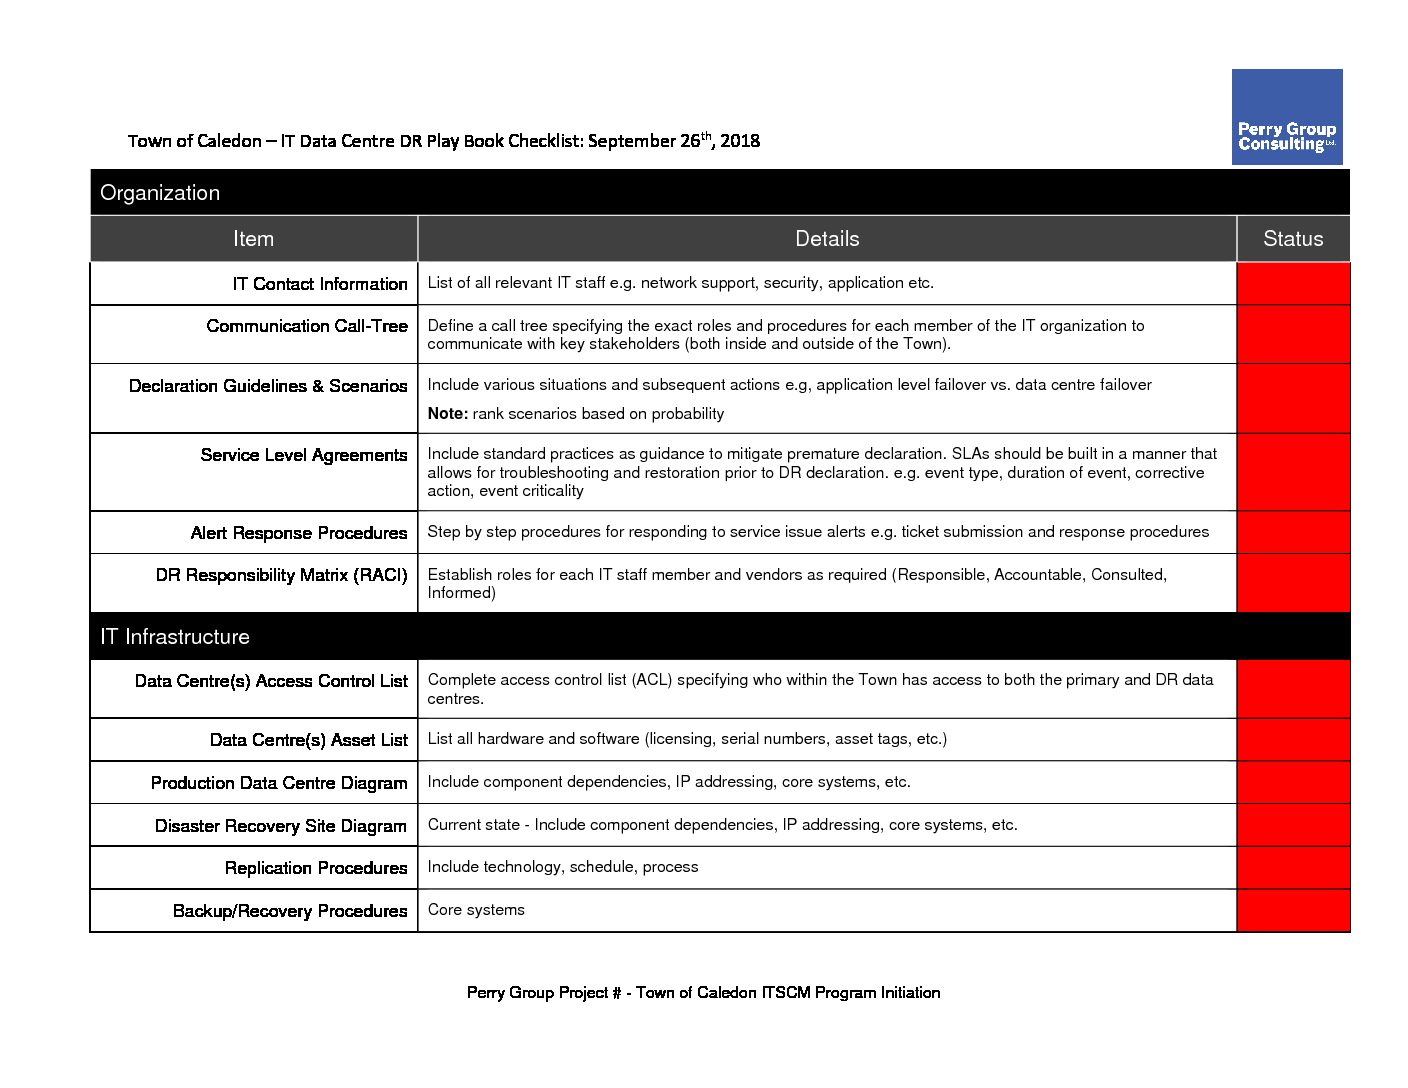 Perry Group
Consulting Ltd.
Town of Caledon – IT Data Centre DR Play Book Checklist: September 26th, 2018
Organization
Item Details Status
IT Contact Information List of all relevant IT staff e.g. network support, security, application etc.
Communication Call-Tree Define a call tree specifying the exact roles and procedures for each member of the IT organization to
communicate with key stakeholders (both inside and outside of the Town).
Declaration Guidelines & Scenarios Include various situations and subsequent actions e.g, application level failover vs. data centre failover
Note: rank scenarios based on probability
Service Level Agreements Include standard practices as guidance to mitigate premature declaration. SLAs should be built in a manner that
allows for troubleshooting and restoration prior to DR declaration. e.g. event type, duration of event, corrective
action, event criticality
Alert Response Procedures Step by step procedures for responding to service issue alerts e.g. ticket submission and response procedures
DR Responsibility Matrix (RACI) Establish roles for each IT staff member and vendors as required (Responsible, Accountable, Consulted,
Informed)
IT Infrastructure
Data Centre(s) Access Control List Complete access control list (ACL) specifying who within the Town has access to both the primary and DR data
centres.
Data Centre(s) Asset List List all hardware and software (licensing, serial numbers, asset tags, etc.)
Production Data Centre Diagram Include component dependencies, IP addressing, core systems, etc.
Disaster Recovery Site Diagram Current state - Include component dependencies, IP addressing, core systems, etc.
Replication Procedures Include technology, schedule, process
Backup/Recovery Procedures Core systems
Perry Group Project # - Town of Caledon ITSCM Program Initiation